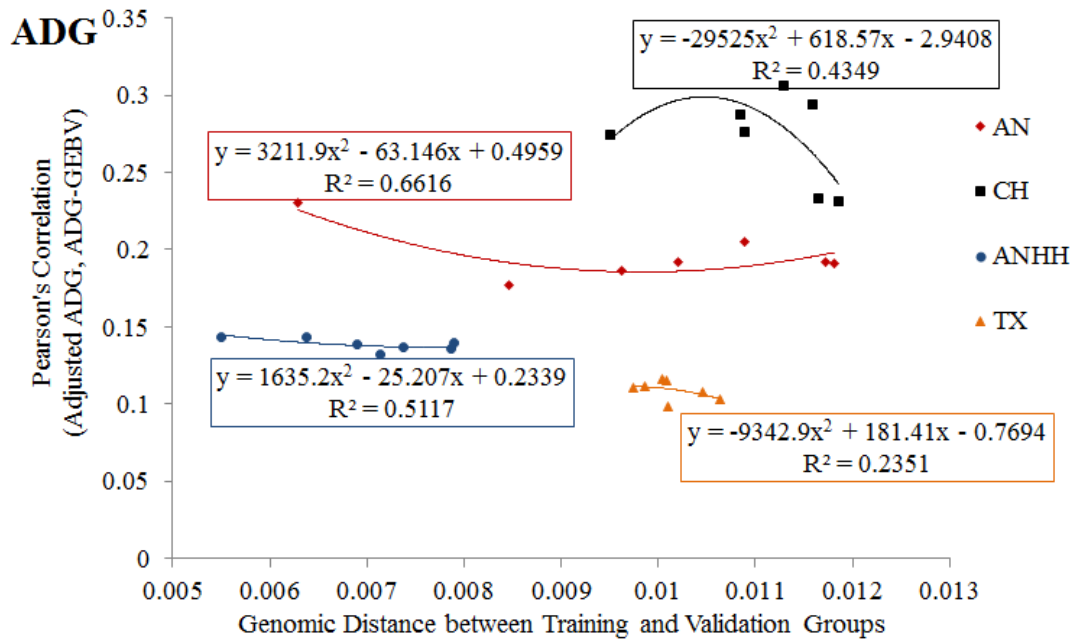 ADG
0.35
0.3
0.25
0.2
0.15
0.1
0.05
0
Pearson's Correlation
(Adjusted ADG, ADG-GEBV)
y = -29525x² + 618.57x - 2.9408
R² = 0.4349
y = 3211.9x² - 63.146x + 0.4959
R² = 0.6616
y = 1635.2x² - 25.207x + 0.2339
R² = 0.5117
y = -9342.9x² + 181.41x - 0.7694
R² = 0.2351
AN
CH
ANHH
TX
0.005 0.006 0.007 0.008 0.009 0.01 0.011 0.012 0.013
Genomic Distance between Training and Validation Groups